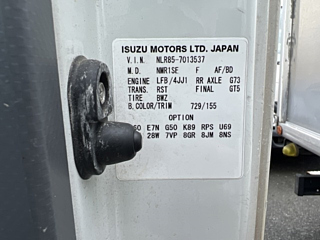 ISUZU MOTORS LTD. JAPAN
V.I.N. NLR85-7013537
M.D. NMR1SE F AF/BD
ENGINE LFB/4JJ1 RR AXLE G73
TRANS. RST FINAL GT5
TIRE BWZ
B.COLOR/TRIM 729/155
OPTION
E7N G50 K89 RPS U69
28W 7VP 8GR 8JM 8NS